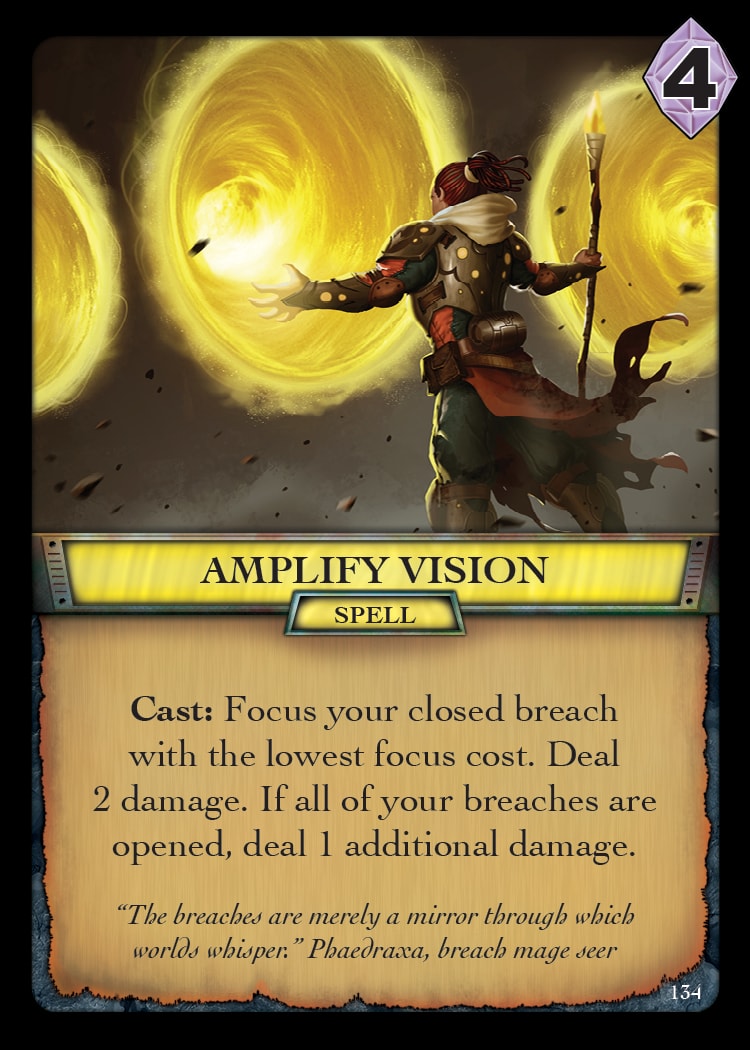 4
AMPLIFY VISION
SPELL
Cast: Focus your closed breach
with the lowest focus cost. Deal
2 damage. If all of your breaches are
opened, deal 1 additional damage.
“The breaches are merely a mirror through which
worlds whisper.” Phaedraxa, breach mage seer
134